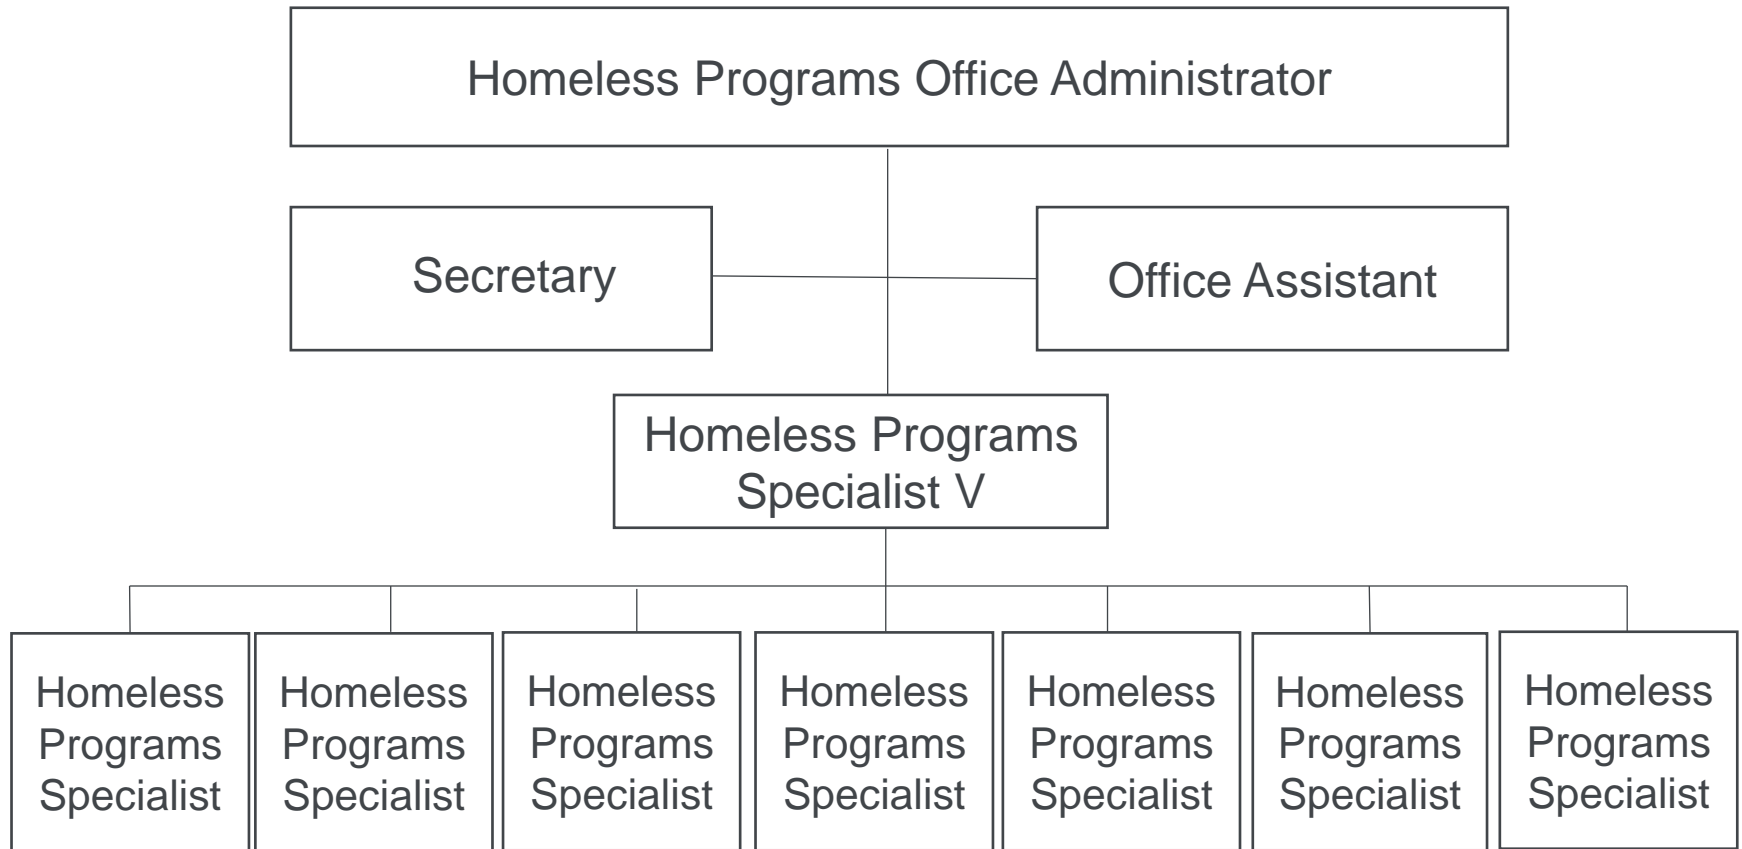 Homeless Programs Office Administrator
Secretary
Office Assistant
Homeless Programs
Specialist V
Homeless
Programs
Specialist
Homeless
Programs
Specialist
Homeless
Programs
Specialist
Homeless
Programs
Specialist
Homeless
Programs
Specialist
Homeless
Programs
Specialist
Homeless
Programs
Specialist